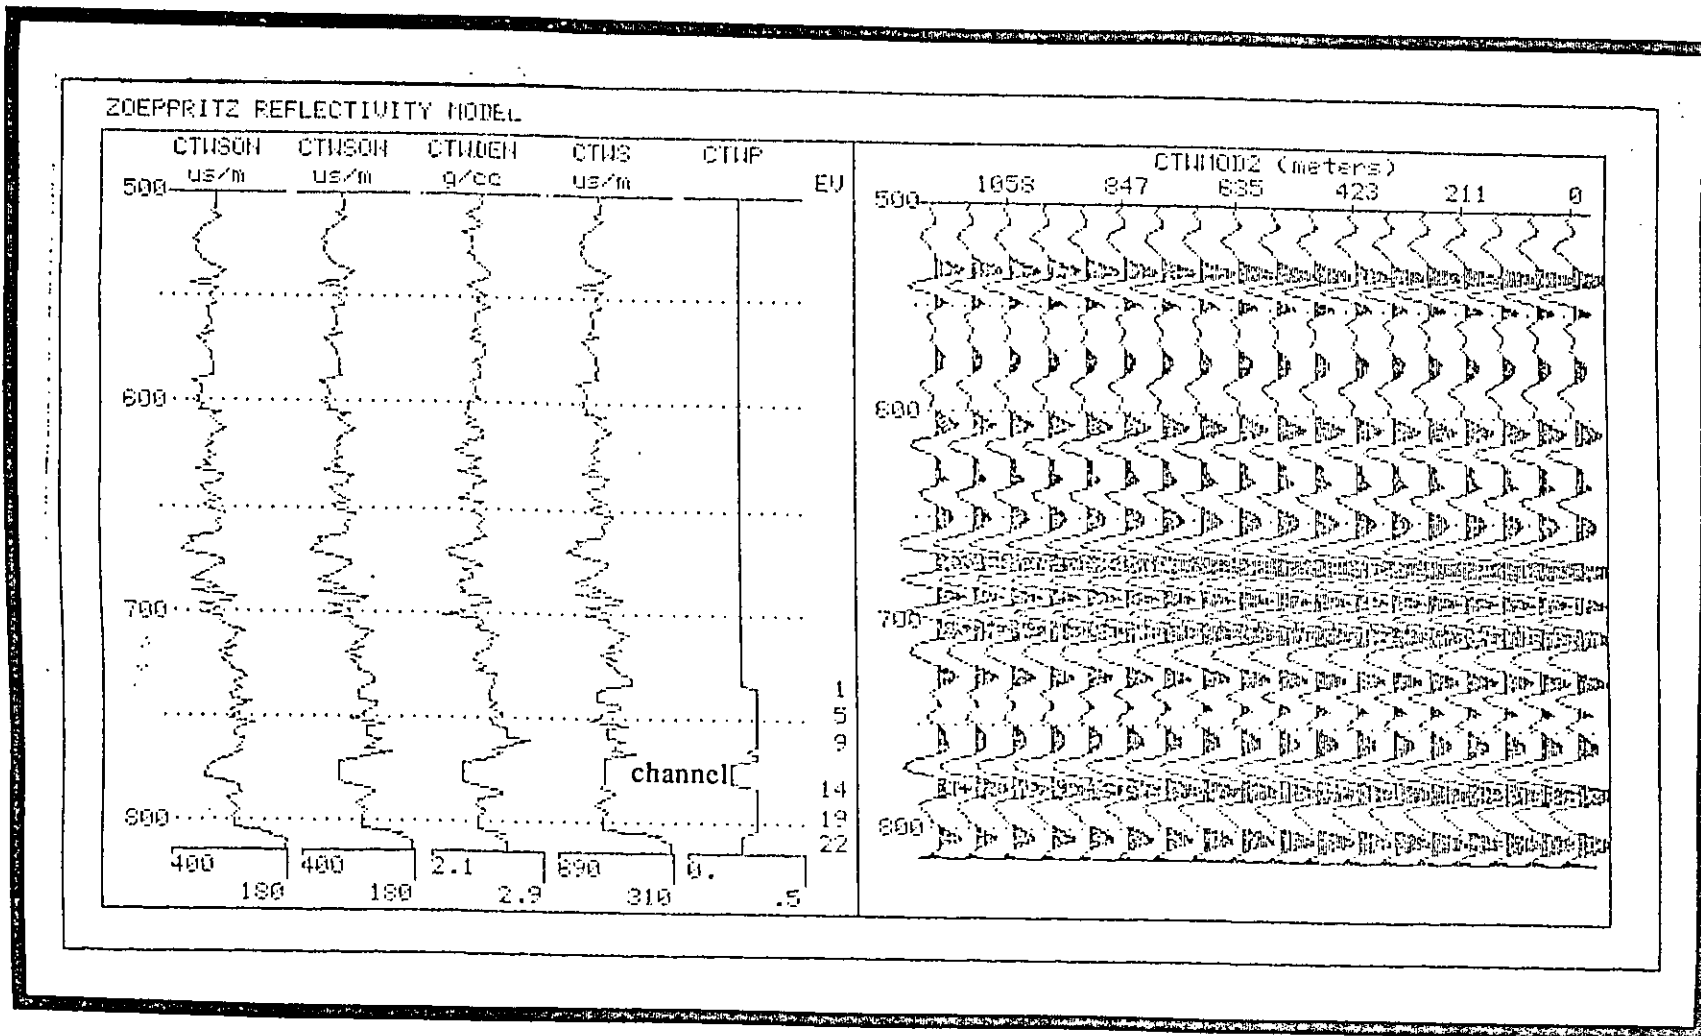 ZOEPPRITZ REFLECTIVITY MODEL
CTWSON CTWSON CTWDEN CTWS CTWP
us/m us/m g/cc us/m EV
500
600
700
1
5
9
channel
14
800 19
22
400 400 2.1 690 0.
180 180 2.9 310 .5
CTWMOD2 (meters)
1058 847 635 423 211 0
500
600
700
800